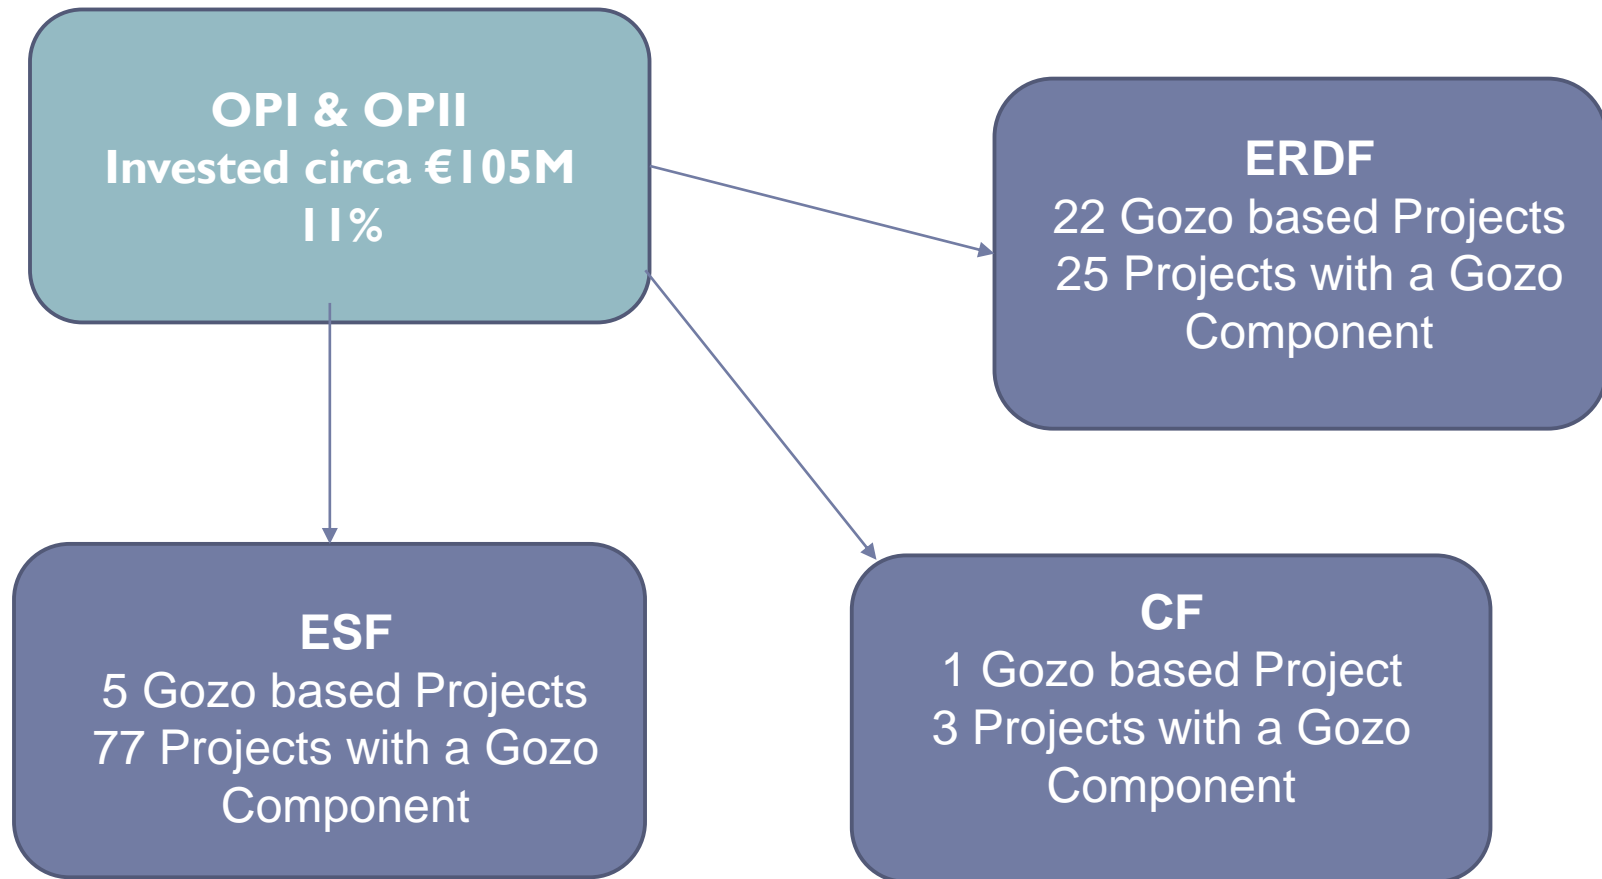 OPI & OPII
Invested circa €105M
11%
ERDF
22 Gozo based Projects
25 Projects with a Gozo
Component
ESF
5 Gozo based Projects
77 Projects with a Gozo
Component
CF
1 Gozo based Project
3 Projects with a Gozo
Component